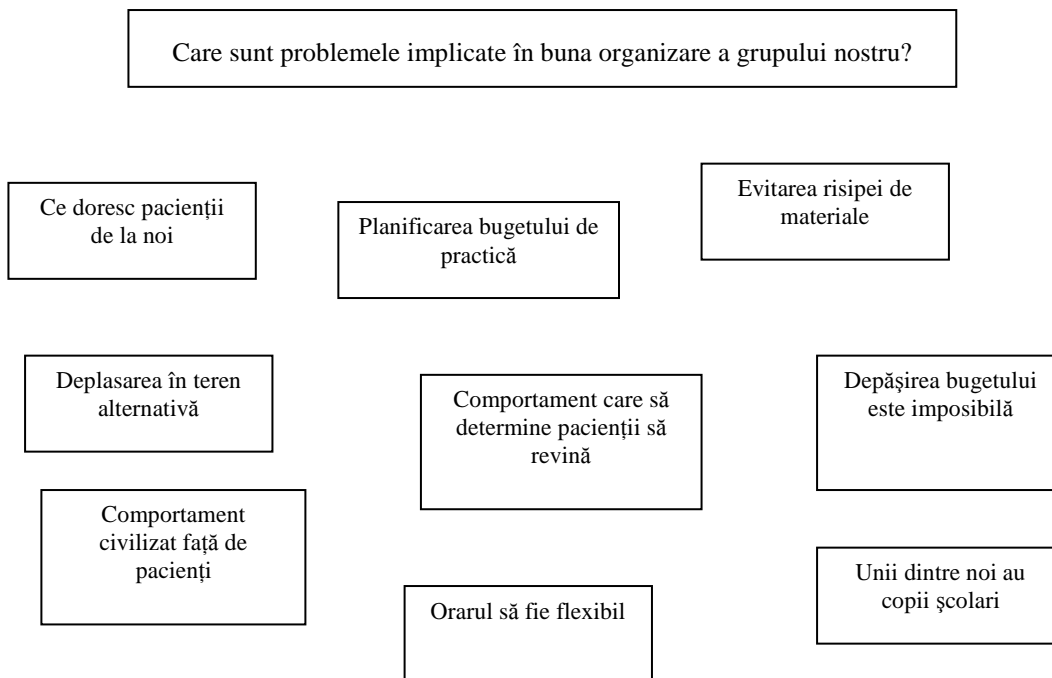 Care sunt problemele implicate în buna organizare a grupului nostru?
Ce doresc pacienții
de la noi
Planificarea bugetului de
practică
Evitarea risipei de
materiale
Deplasarea în teren
alternativă
Comportament care să
determine pacienții să
revină
Depăşirea bugetului
este imposibilă
Comportament
civilizat față de
pacienți
Orarul să fie flexibil
Unii dintre noi au
copii şcolari